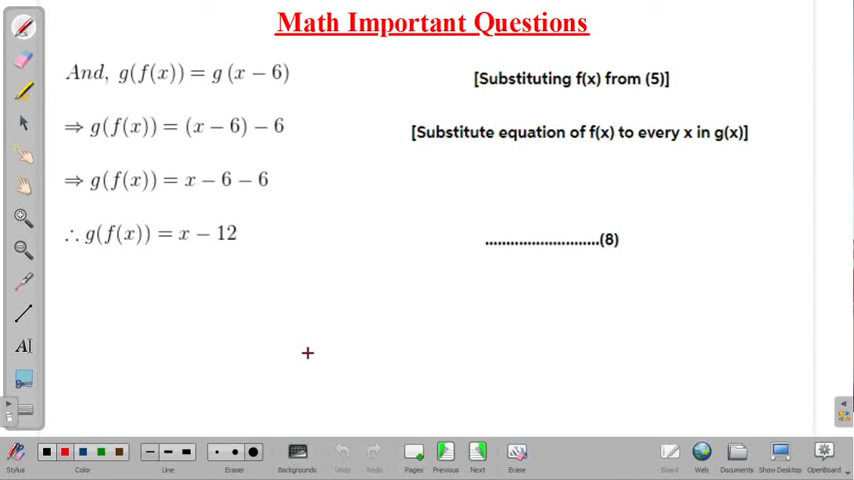 Math Important Questions
And, g(f(x)) = g (x − 6)
[Substituting f(x) from (5)]
⇒ g(f(x)) = (x − 6) − 6
[Substitute equation of f(x) to every x in g(x)]
⇒ g(f(x)) = x − 6 − 6
∴ g(f(x)) = x − 12
...........................(8)
AI
Stylus
Color
Line
Eraser
Backgrounds
Undo
Redo
Pages
Previous
Next
Erase
Board
Web
Documents
Show Desktop
OpenBoard